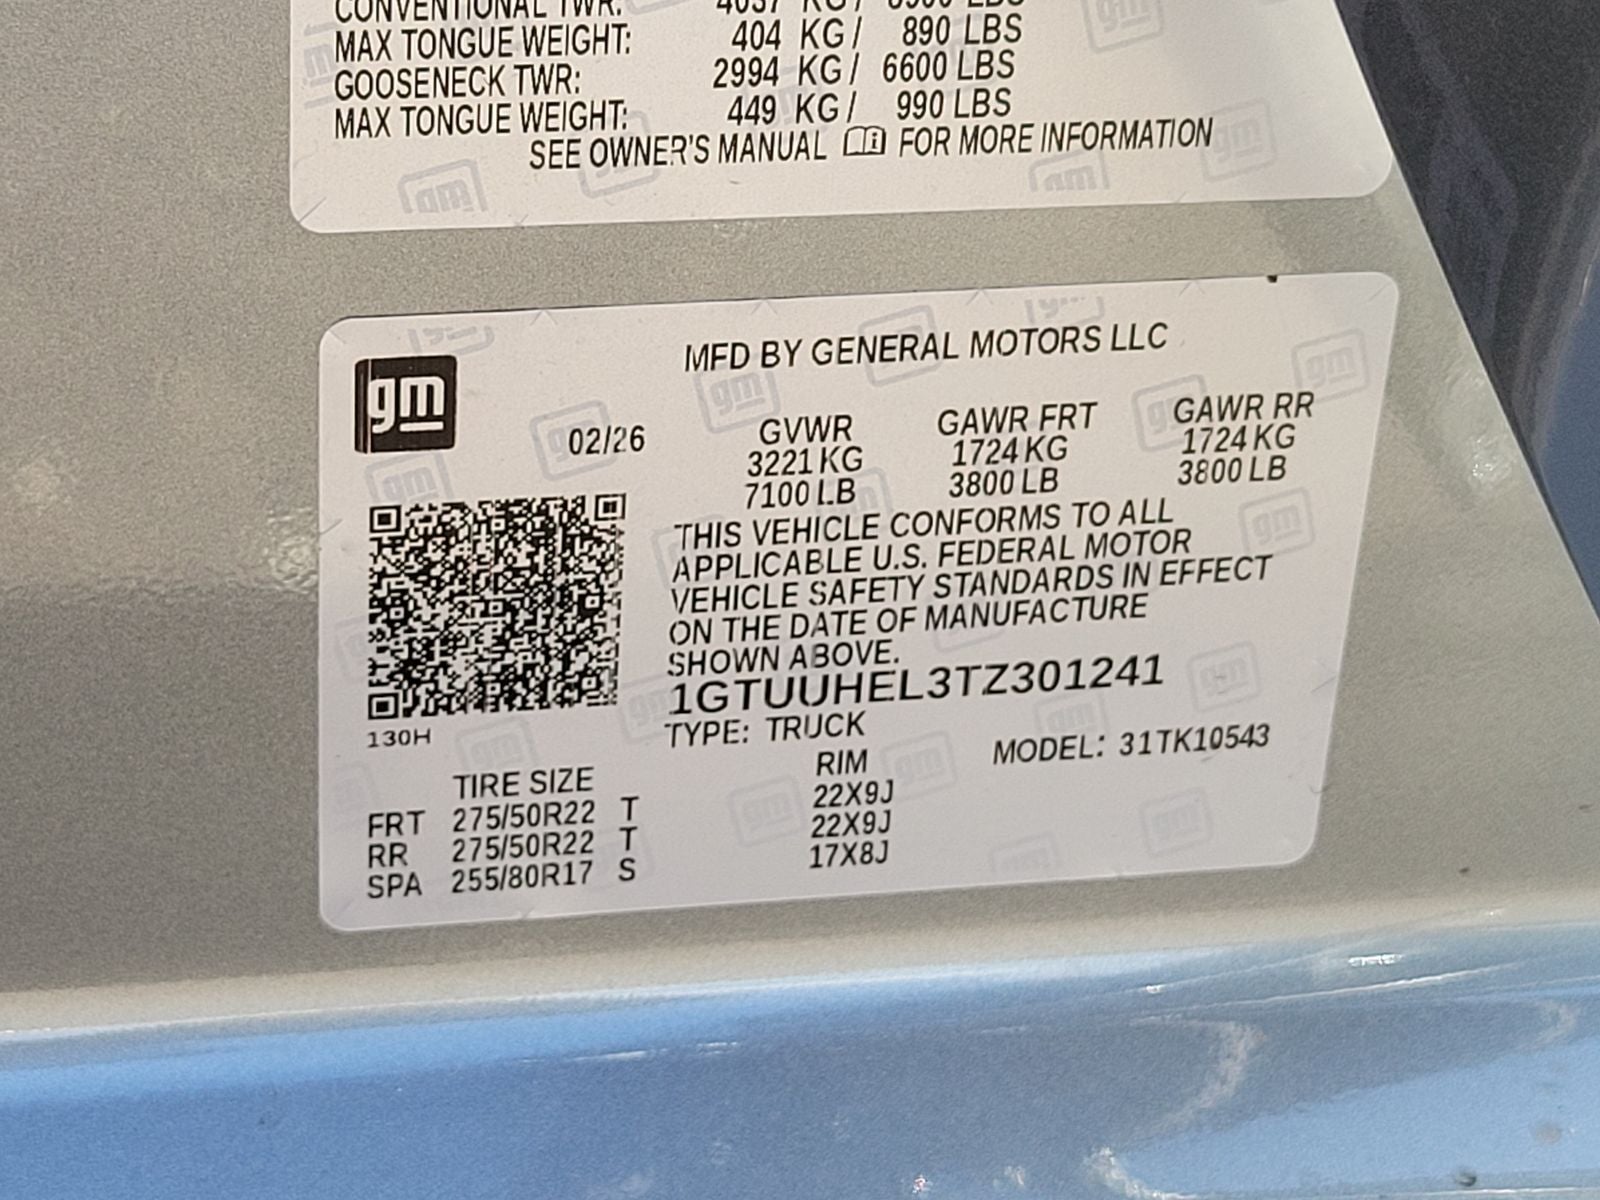 CONVENTIONAL TWR: 4037 KG / 8900 LBS
MAX TONGUE WEIGHT: 404 KG / 890 LBS
GOOSENECK TWR: 2994 KG / 6600 LBS
MAX TONGUE WEIGHT: 449 KG / 990 LBS
SEE OWNER'S MANUAL FOR MORE INFORMATION
gm
MFD BY GENERAL MOTORS LLC
02/26 GVWR GAWR FRT GAWR RR
3221 KG 1724 KG 1724 KG
7100 LB 3800 LB 3800 LB
THIS VEHICLE CONFORMS TO ALL
APPLICABLE U.S. FEDERAL MOTOR
VEHICLE SAFETY STANDARDS IN EFFECT
ON THE DATE OF MANUFACTURE
SHOWN ABOVE.
1GTUUHEL3TZ301241
130H
TYPE: TRUCK MODEL: 31TK10543
TIRE SIZE RIM
FRT 275/50R22 T 22X9J
RR 275/50R22 T 22X9J
SPA 255/80R17 S 17X8J